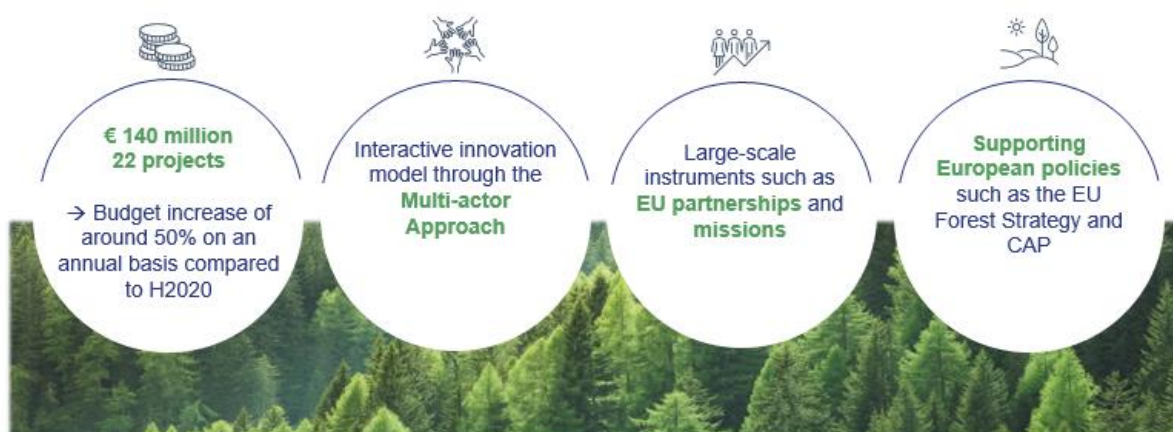 € 140 million
22 projects
→ Budget increase of
around 50% on an
annual basis compared
to H2020
Interactive innovation
model through the
Multi-actor
Approach
Large-scale
instruments such as
EU partnerships and
missions
Supporting
European policies
such as the EU
Forest Strategy and
CAP